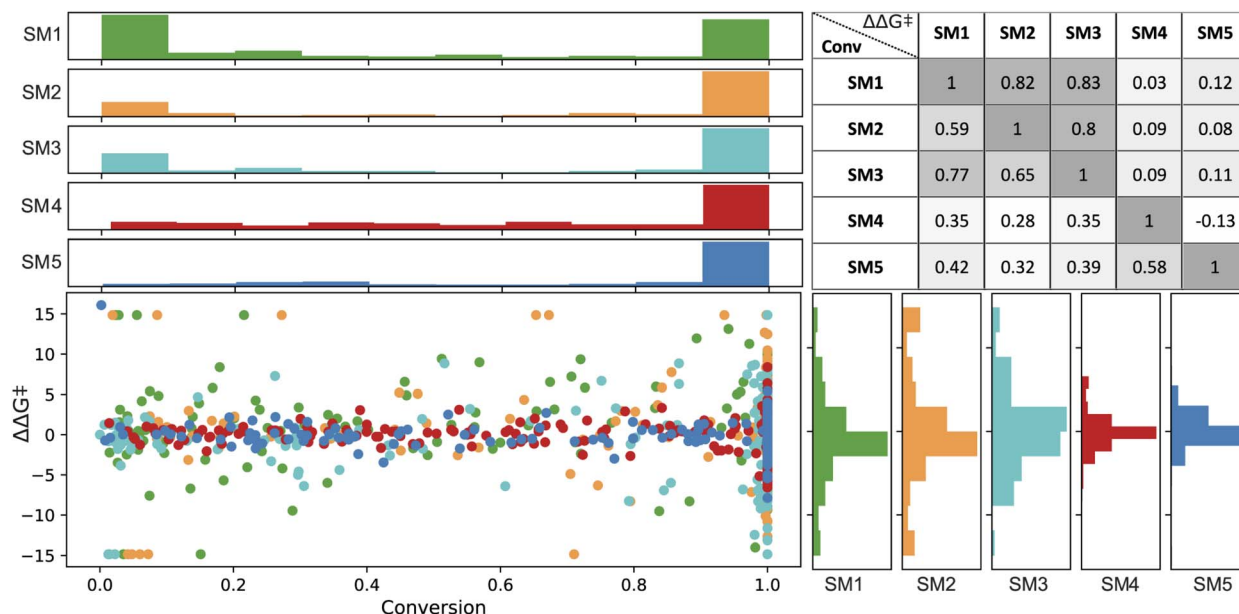 SM1
SM2
SM3
SM4
SM5
ΔΔG‡ SM1 SM2 SM3 SM4 SM5
Conv
SM1 1 0.82 0.83 0.03 0.12
SM2 0.59 1 0.8 0.09 0.08
SM3 0.77 0.65 1 0.09 0.11
SM4 0.35 0.28 0.35 1 -0.13
SM5 0.42 0.32 0.39 0.58 1
ΔΔG‡
15
10
5
0
−5
−10
−15
0.0 0.2 0.4 0.6 0.8 1.0
Conversion
SM1 SM2 SM3 SM4 SM5